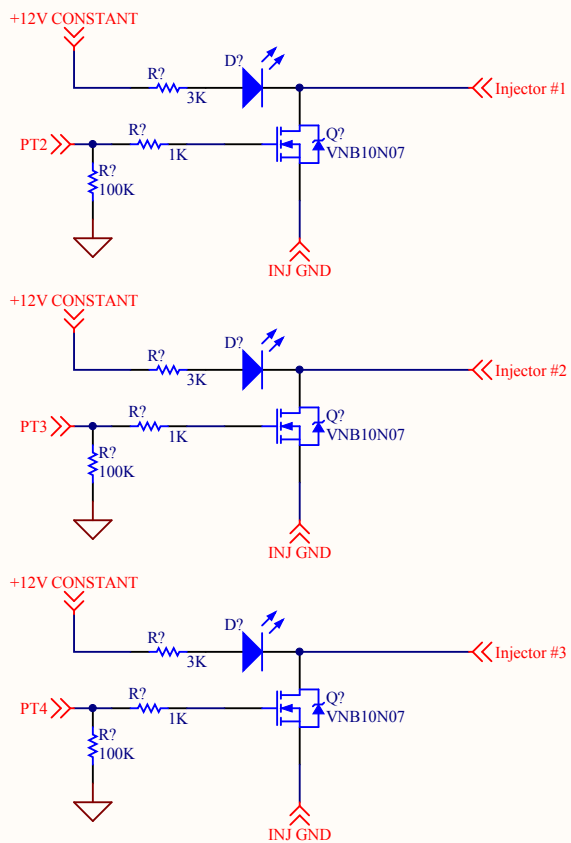 +12V CONSTANT
R?
3K
D?
Injector #1
PT2
R?
1K
R?
100K
Q?
VNB10N07
INJ GND
+12V CONSTANT
R?
3K
D?
Injector #2
PT3
R?
1K
R?
100K
Q?
VNB10N07
INJ GND
+12V CONSTANT
R?
3K
D?
Injector #3
PT4
R?
1K
R?
100K
Q?
VNB10N07
INJ GND